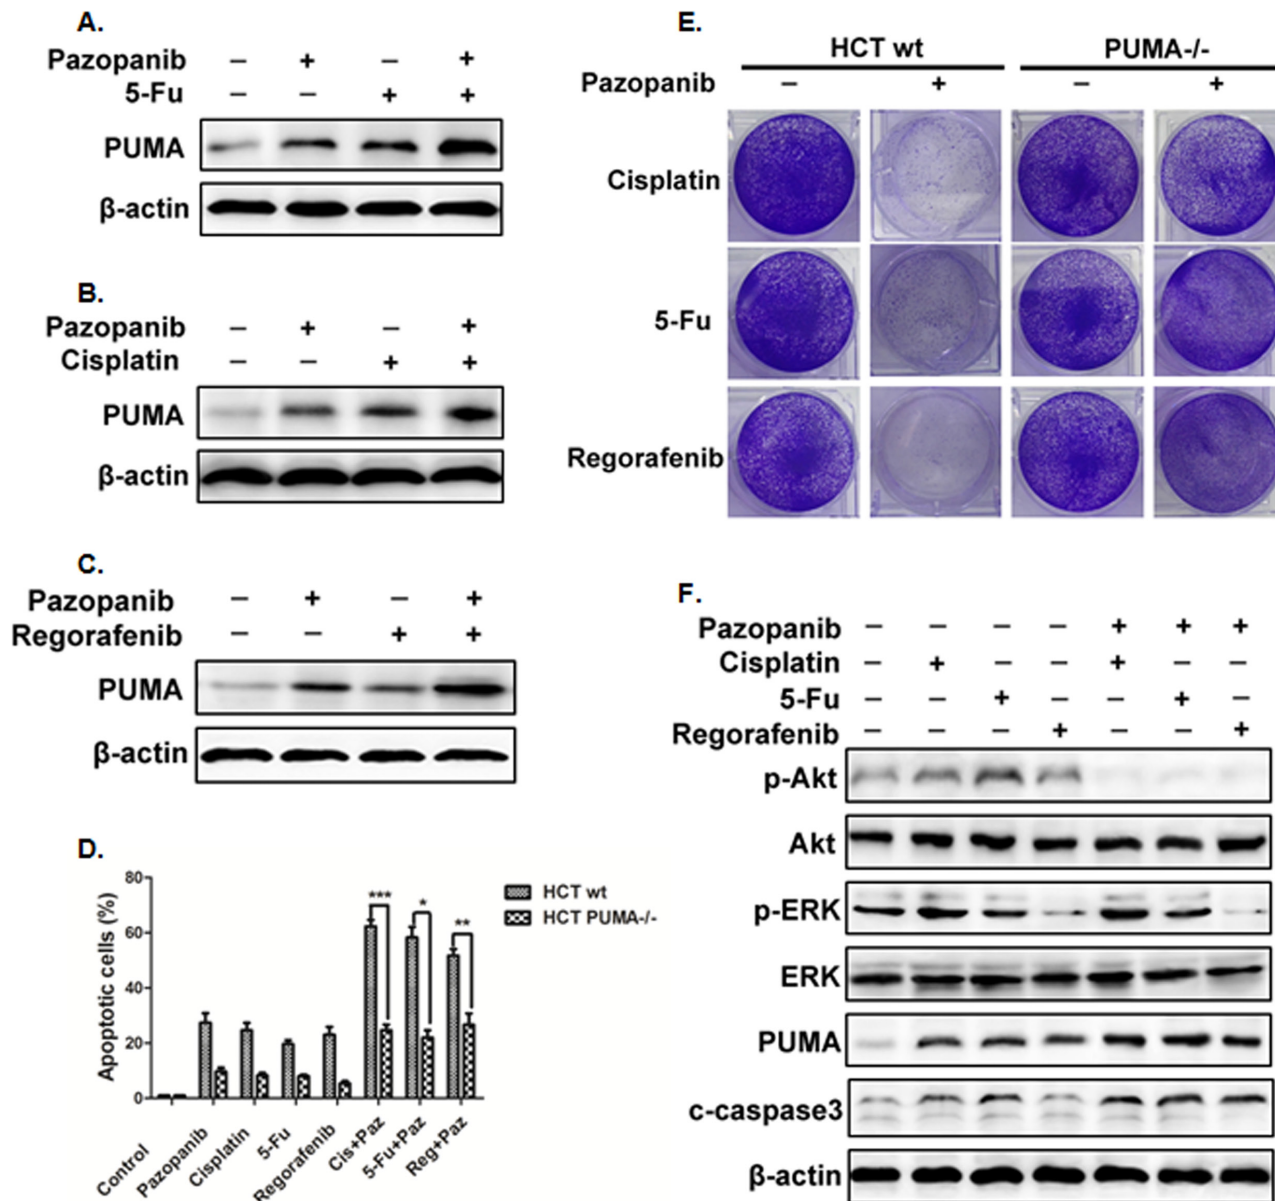 A.
Pazopanib − + − +
5-Fu − − + +
PUMA
β-actin
B.
Pazopanib − + − +
Cisplatin − − + +
PUMA
β-actin
C.
Pazopanib − + − +
Regorafenib − − + +
PUMA
β-actin
D.
Apoptotic cells (%)
80
60
40
20
0
*** * **
HCT wt
HCT PUMA-/-
Control
Pazopanib
Cisplatin
5-Fu
Regorafenib
Cis+Paz
5-Fu+Paz
Reg+Paz
E.
HCT wt PUMA-/-
Pazopanib − + − +
Cisplatin
5-Fu
Regorafenib
F.
Pazopanib − − − − + + +
Cisplatin − + − − + − −
5-Fu − − + − − + −
Regorafenib − − − + − − +
p-Akt
Akt
p-ERK
ERK
PUMA
c-caspase3
β-actin